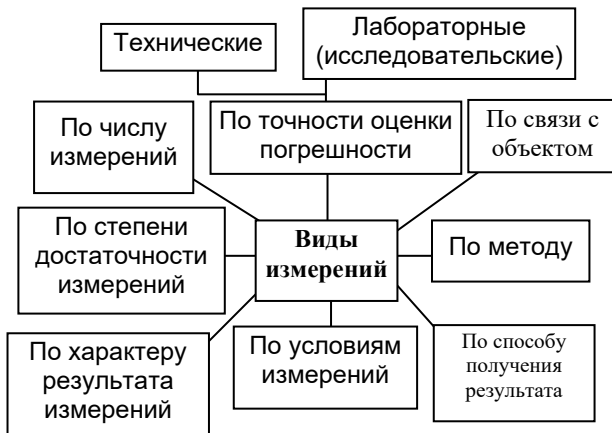 Технические
Лабораторные
(исследовательские)
По числу
измерений
По точности оценки
погрешности
По связи с
объектом
По степени
достаточности
измерений
Виды
измерений
По методу
По характеру
результата
измерений
По условиям
измерений
По способу
получения
результата